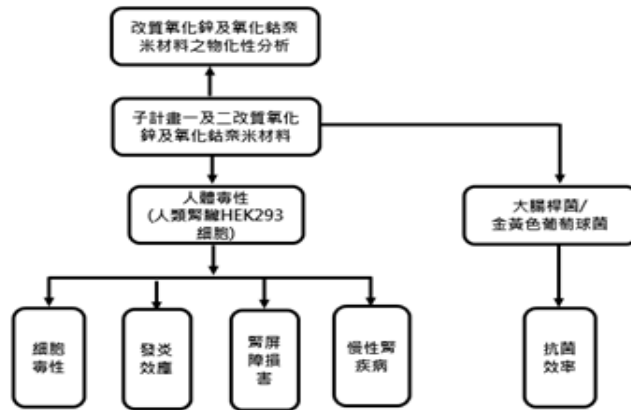 改質氧化鋅及氧化鈷奈
米材料之物化性分析
子計畫一及二改質氧化
鋅及氧化鈷奈米材料
人體毒性
(人類腎臟HEK293
細胞)
大腸桿菌/
金黃色葡萄球菌
細胞
毒性
發炎
效應
腎屏
障損
害
慢性腎
疾病
抗菌
效率